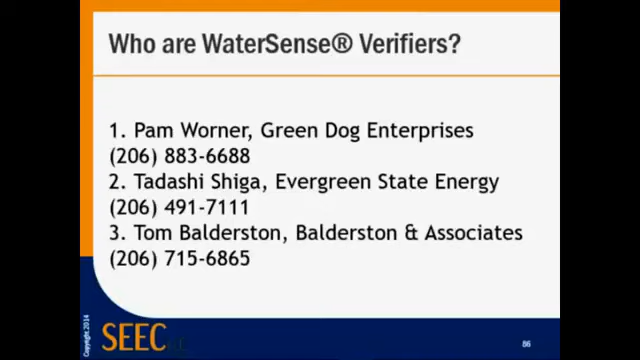 Who are WaterSense® Verifiers?
1. Pam Worner, Green Dog Enterprises
(206) 883-6688
2. Tadashi Shiga, Evergreen State Energy
(206) 491-7111
3. Tom Balderston, Balderston & Associates
(206) 715-6865
Copyright 2014
SEEC
86